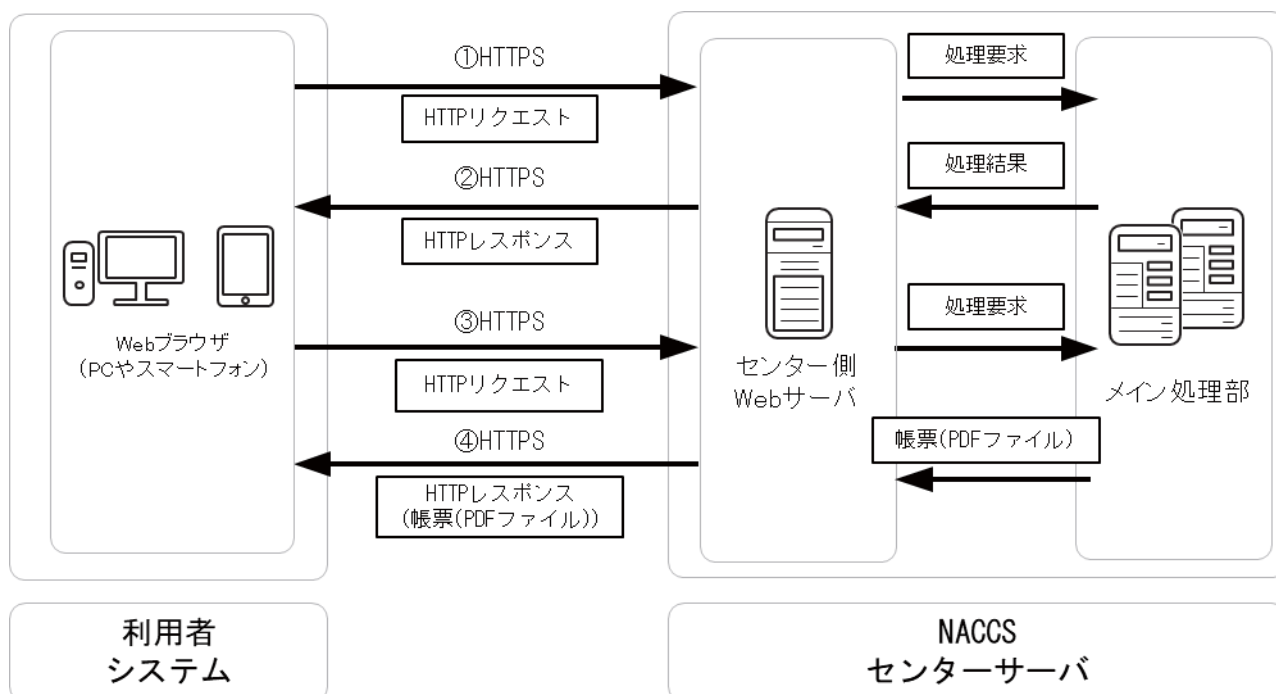 ①HTTPS
HTTPリクエスト
処理要求
②HTTPS
HTTPレスポンス
処理結果
Webブラウザ
(PCやスマートフォン)
③HTTPS
HTTPリクエスト
処理要求
センター側
Webサーバ
メイン処理部
④HTTPS
HTTPレスポンス
(帳票(PDFファイル))
帳票(PDFファイル)
利用者
システム
NACCS
センターサーバ